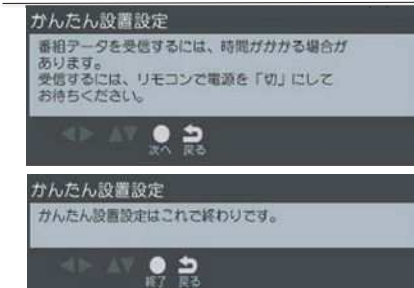 かんたん設置設定
番組データを受信するには、時間がかかる場合が
あります。
受信するには、リモコンで電源を「切」にして
お待ちください。
次へ 戻る
かんたん設置設定
かんたん設置設定はこれで終わりです。
終了 戻る